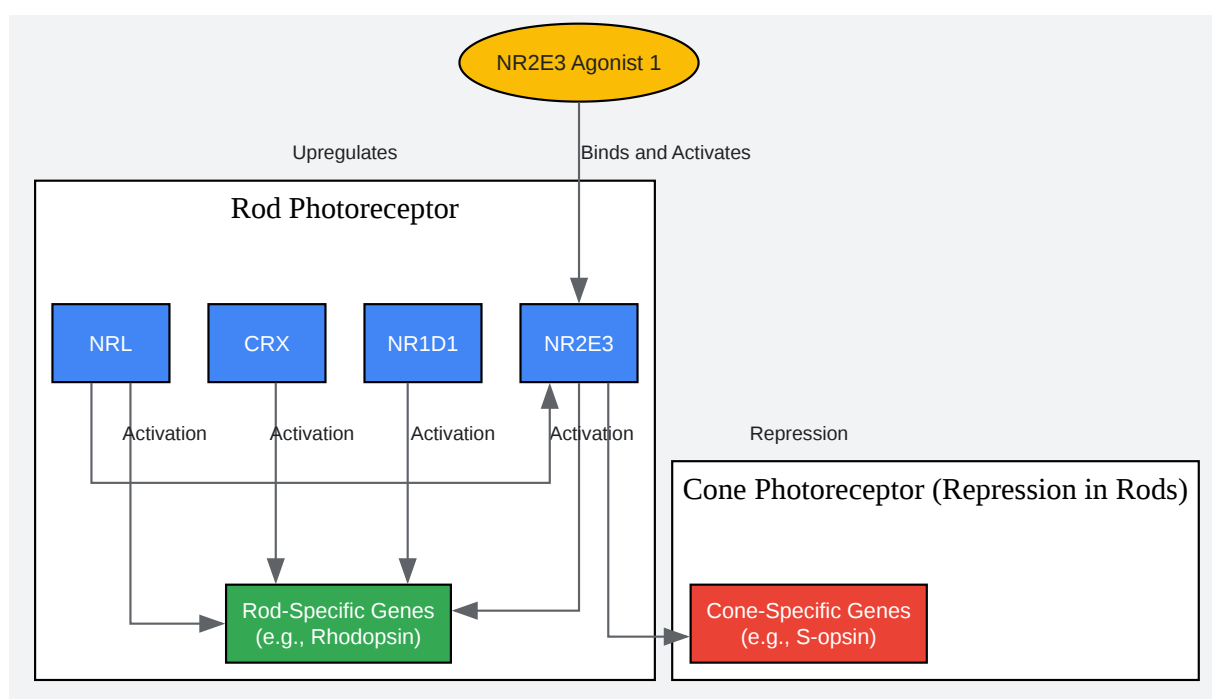 NR2E3 Agonist 1
Upregulates
Binds and Activates
Rod Photoreceptor
NRL
CRX
NR1D1
NR2E3
Activation
Activation
Activation
Activation
Repression
Cone Photoreceptor (Repression in Rods)
Rod-Specific Genes
(e.g., Rhodopsin)
Cone-Specific Genes
(e.g., S-opsin)